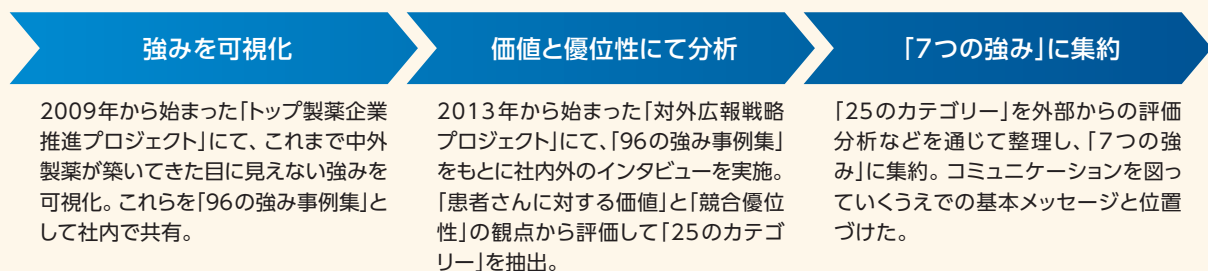 強みを可視化
2009年から始まった「トップ製薬企業
推進プロジェクト」にて、これまで中外
製薬が築いてきた目に見えない強みを
可視化。これらを「96の強み事例集」と
して社内で共有。
価値と優位性にて分析
2013年から始まった「対外広報戦略
プロジェクト」にて、「96の強み事例集」
をもとに社内外のインタビューを実施。
「患者さんに対する価値」と「競合優位
性」の観点から評価して「25のカテゴ
リー」を抽出。
「7つの強み」に集約
「25のカテゴリー」を外部からの評価
分析などを通じて整理し、「7つの強
み」に集約。コミュニケーションを図っ
ていくうえでの基本メッセージと位置
づけた。